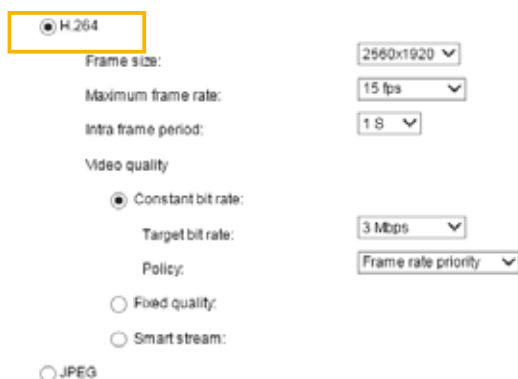 H.264
Frame size: 2560x1920
Maximum frame rate: 15 fps
Intra frame period: 1 S
Video quality
Constant bit rate:
Target bit rate: 3 Mbps
Policy: Frame rate priority
Fixed quality:
Smart stream:
JPEG